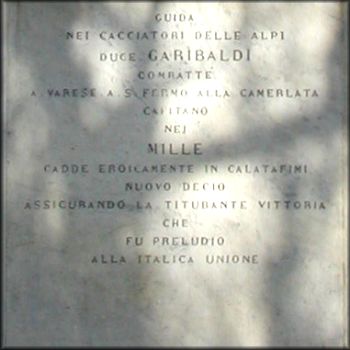 GUIDA
NEI CACCIATORI DELLE ALPI
DUCE GARIBALDI
COMBATTE
A VARESE A S. FERMO ALLA CAMERLATA
CAPITANO
NEI
MILLE
CADDE EROICAMENTE IN CALATAFIMI
NUOVO DECIO
ASSICURANDO LA TITUBANTE VITTORIA
CHE
FU PRELUDIO
ALLA ITALICA UNIONE